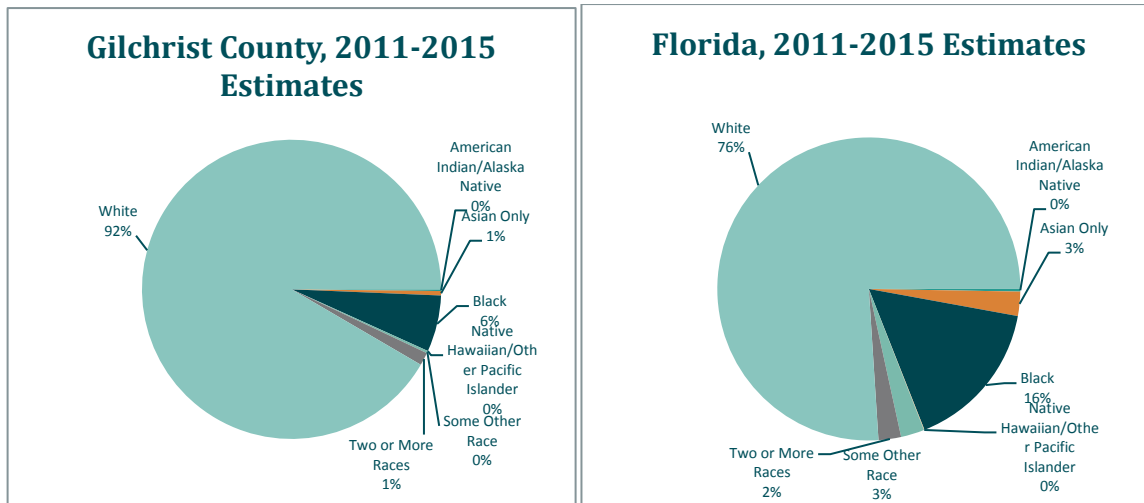 Gilchrist County, 2011-2015
Estimates
White
92%
American
Indian/Alaska
Native
0%
Asian Only
1%
Black
6%
Native
Hawaiian/Oth
er Pacific
Islander
0%
Some Other
Race
0%
Two or More
Races
1%
Florida, 2011-2015 Estimates
White
76%
American
Indian/Alaska
Native
0%
Asian Only
3%
Black
16%
Native
Hawaiian/Othe
r Pacific
Islander
0%
Some Other
Race
3%
Two or More
Races
2%